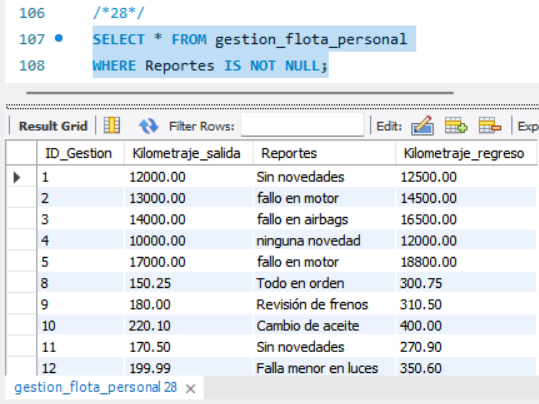 106 /*28*/
107 SELECT * FROM gestion_flota_personal
108 WHERE Reportes IS NOT NULL;
Result Grid Filter Rows: Edit: Exp
ID_Gestion Kilometraje_salida Reportes Kilometraje_regreso
1 12000.00 Sin novedades 12500.00
2 13000.00 fallo en motor 14500.00
3 14000.00 fallo en airbags 16500.00
4 10000.00 ninguna novedad 12000.00
5 17000.00 fallo en motor 18800.00
8 150.25 Todo en orden 300.75
9 180.00 Revisión de frenos 310.50
10 220.10 Cambio de aceite 400.00
11 170.50 Sin novedades 270.90
12 199.99 Falla menor en luces 350.60
gestion_flota_personal 28